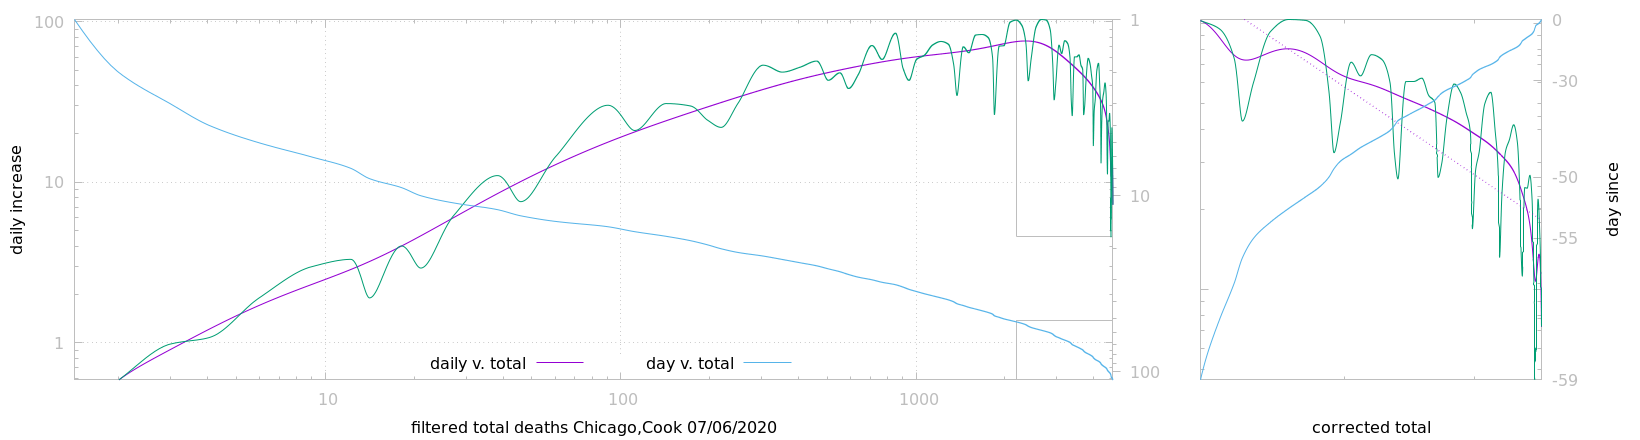 100
10
1
daily increase
10
100
1000
filtered total deaths Chicago,Cook 07/06/2020
daily v. total
day v. total
1
10
100
0
-30
-50
-55
-59
day since
corrected total